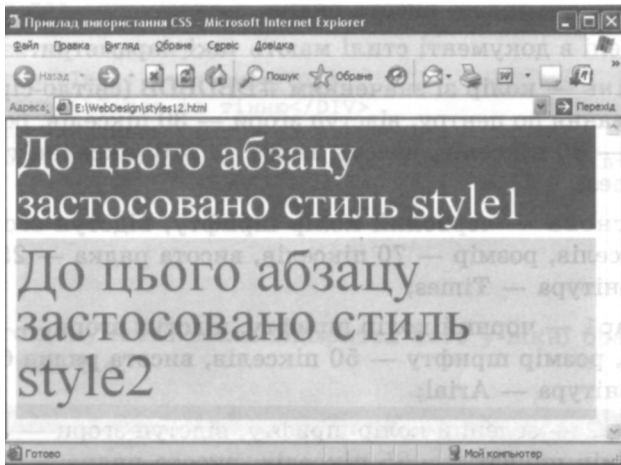 Приклад використання CSS - Microsoft Internet Explorer
Файл Правка Вигляд Обране Сервіс Довідка
Назад Пошук Обране
Адреса: E:\WebDesign\styles12.html Перехід
До цього абзацу
застосовано стиль style1
До цього абзацу
застосовано стиль
style2
Готово Мой компьютер